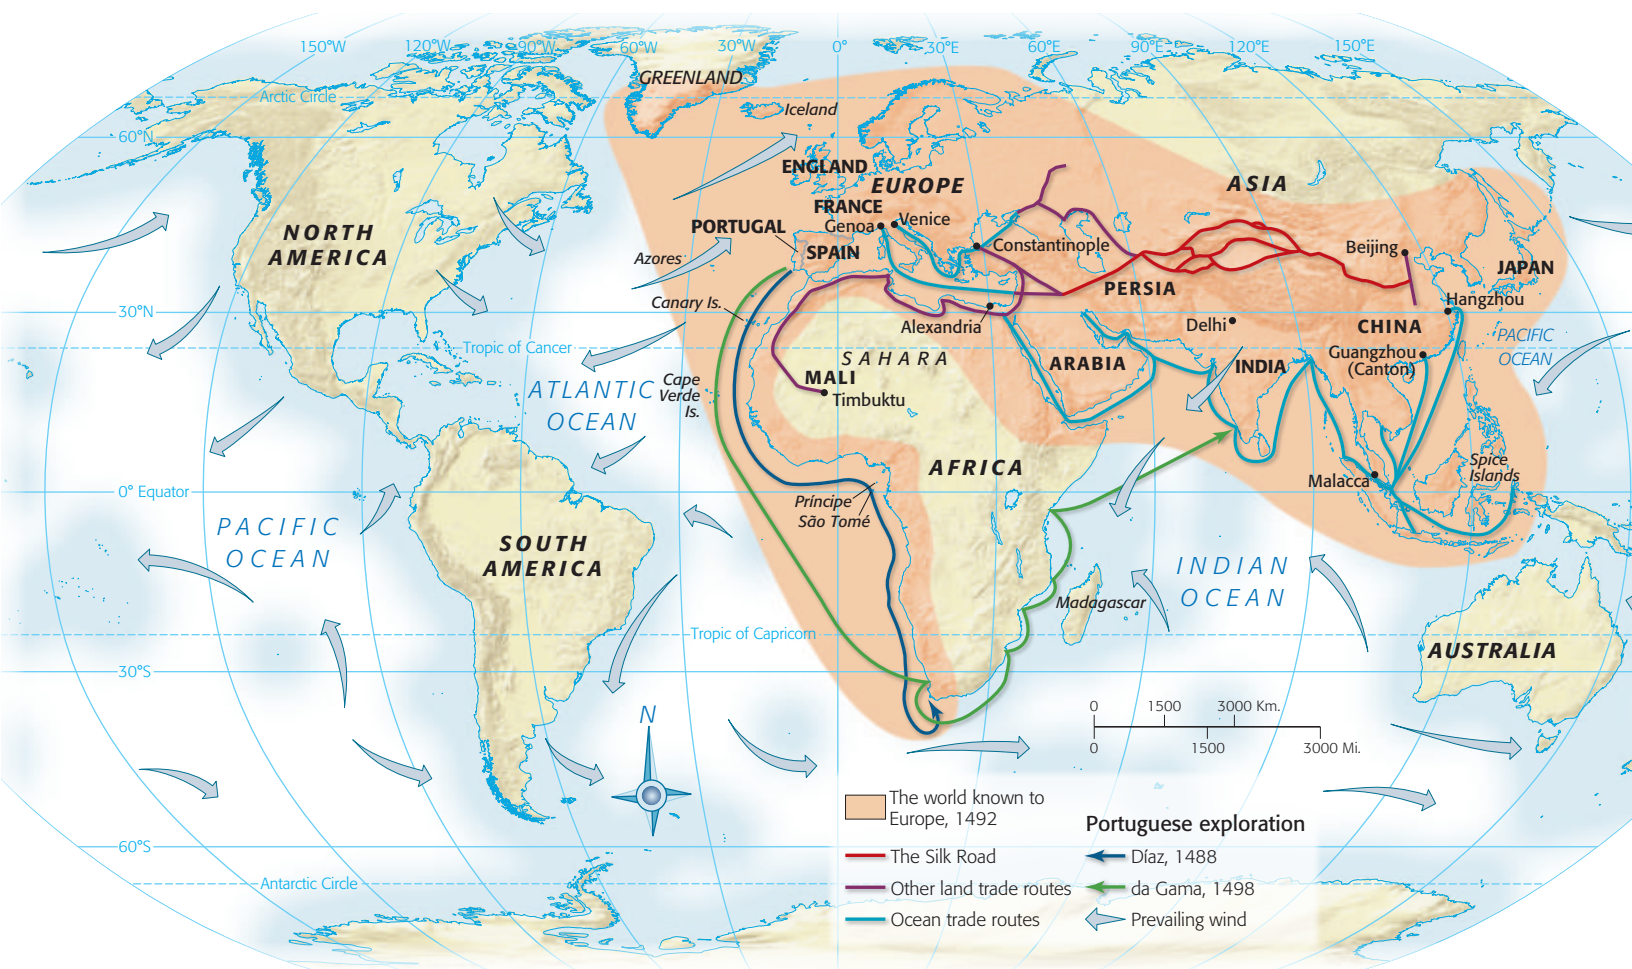 150°W
120°W
90°W
60°W
30°W
0°
30°E
60°E
90°E
120°E
150°E
GREENLAND
Arctic Circle
Iceland
60°N
ENGLAND
EUROPE
ASIA
FRANCE
PORTUGAL
Genoa
Venice
NORTH
AMERICA
SPAIN
Constantinople
Beijing
Azores
JAPAN
PERSIA
Canary Is.
Hangzhou
30°N
Alexandria
Delhi
CHINA
PACIFIC
OCEAN
Tropic of Cancer
SAHARA
ARABIA
INDIA
Guangzhou
(Canton)
ATLANTIC
OCEAN
Cape
Verde
Is.
MALI
Timbuktu
AFRICA
Spice
Islands
Malacca
0° Equator
Príncipe
São Tomé
PACIFIC
OCEAN
SOUTH
AMERICA
INDIAN
OCEAN
Madagascar
Tropic of Capricorn
AUSTRALIA
30°S
N
0 1500 3000 Km.
0 1500 3000 Mi.
The world known to
Europe, 1492
The Silk Road
Other land trade routes
Ocean trade routes
Portuguese exploration
Díaz, 1488
da Gama, 1498
Prevailing wind
60°S
Antarctic Circle